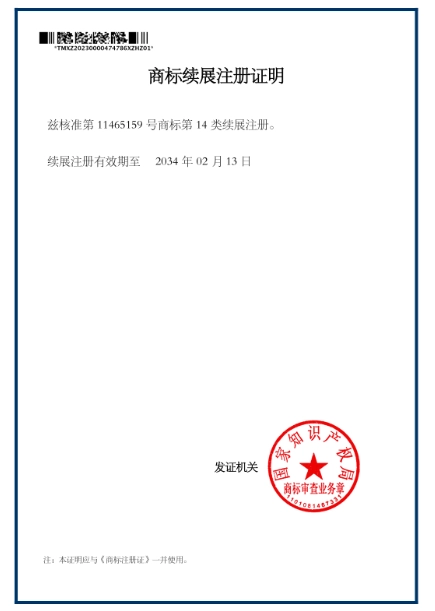 *TMXZ20230000474786XZHZ01*
商标续展注册证明
兹核准第 11465159 号商标第 14 类续展注册。
续展注册有效期至 2034 年 02 月 13 日
国家知识产权局
发证机关
商标审查业务章
注：本证明应与《商标注册证》一并使用。